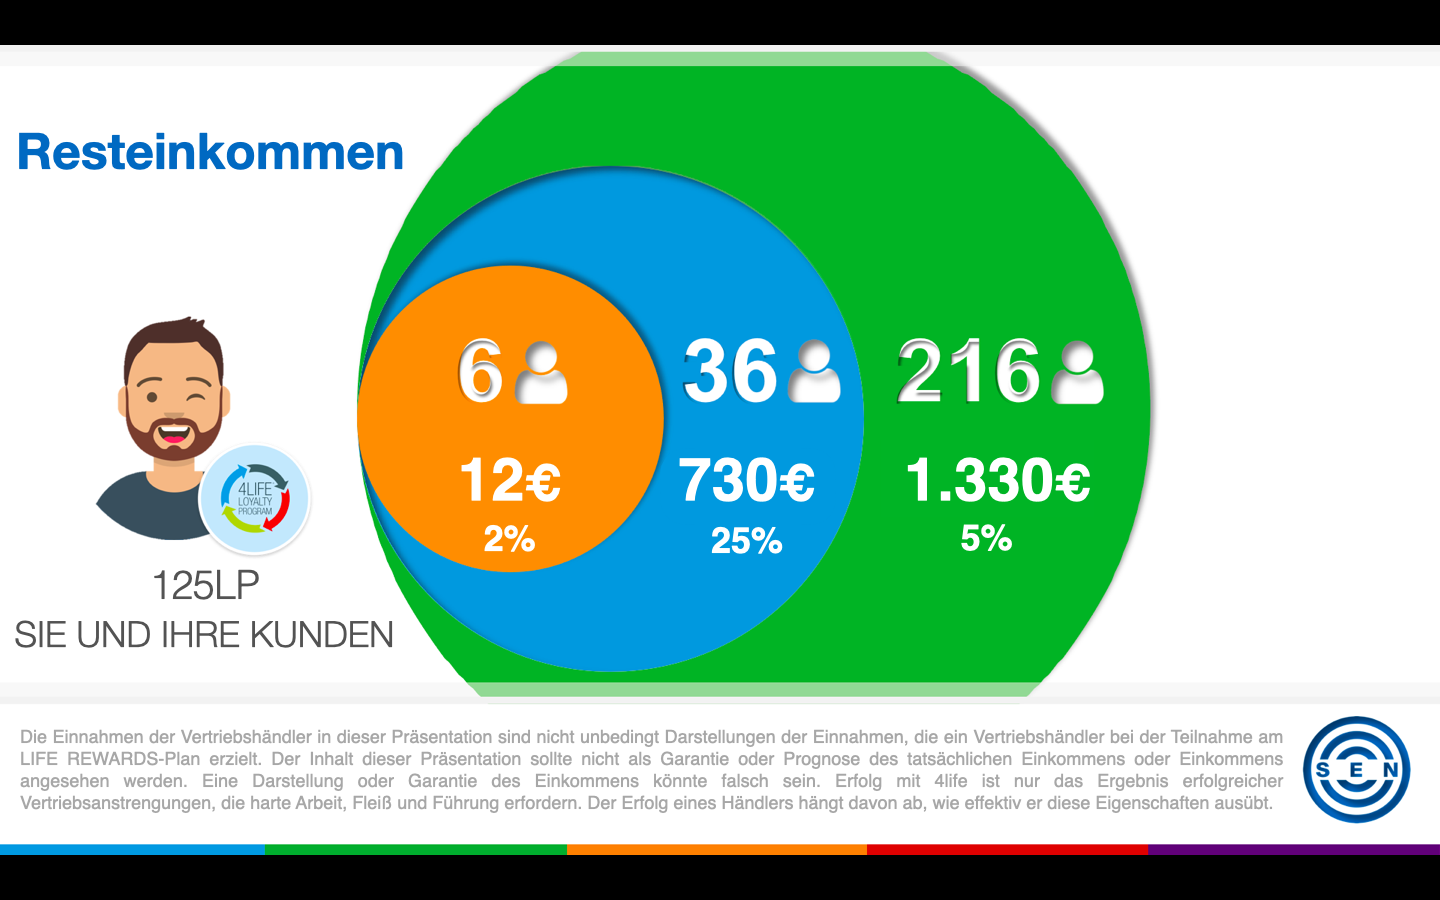 Resteinkommen
6
36
216
12€
730€
1.330€
2%
25%
5%
4LIFE
LOYALTY
PROGRAM
125LP
SIE UND IHRE KUNDEN
Die Einnahmen der Vertriebshändler in dieser Präsentation sind nicht unbedingt Darstellungen der Einnahmen, die ein Vertriebshändler bei der Teilnahme am
LIFE REWARDS-Plan erzielt. Der Inhalt dieser Präsentation sollte nicht als Garantie oder Prognose des tatsächlichen Einkommens oder Einkommens
angesehen werden. Eine Darstellung oder Garantie des Einkommens könnte falsch sein. Erfolg mit 4life ist nur das Ergebnis erfolgreicher
Vertriebsanstrengungen, die harte Arbeit, Fleiß und Führung erfordern. Der Erfolg eines Händlers hängt davon ab, wie effektiv er diese Eigenschaften ausübt.
SEN